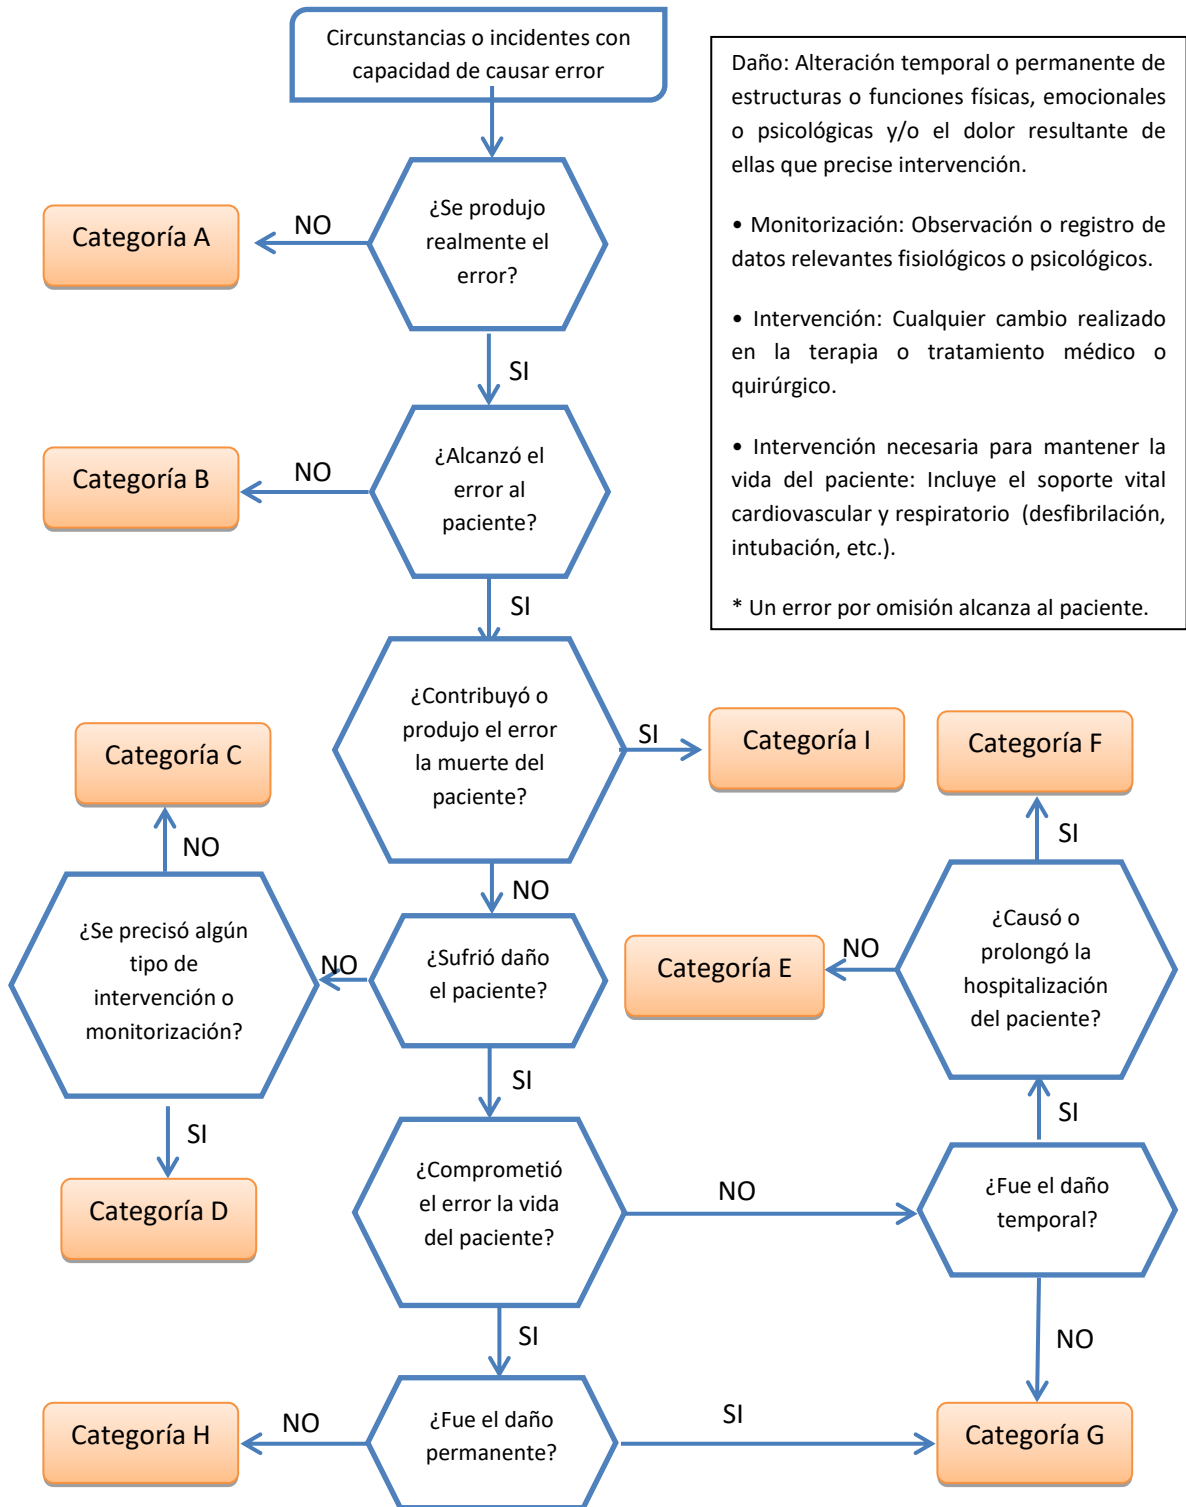 Circunstancias o incidentes con
capacidad de causar error
Daño: Alteración temporal o permanente de
estructuras o funciones físicas, emocionales
o psicológicas y/o el dolor resultante de
ellas que precise intervención.
• Monitorización: Observación o registro de
datos relevantes fisiológicos o psicológicos.
• Intervención: Cualquier cambio realizado
en la terapia o tratamiento médico o
quirúrgico.
• Intervención necesaria para mantener la
vida del paciente: Incluye el soporte vital
cardiovascular y respiratorio (desfibrilación,
intubación, etc.).
* Un error por omisión alcanza al paciente.
¿Se produjo
realmente el
error?
NO
Categoría A
SI
¿Alcanzó el
error al
paciente?
NO
Categoría B
SI
¿Contribuyó o
produjo el error
la muerte del
paciente?
SI
Categoría I
NO
¿Sufrió daño
el paciente?
NO
¿Se precisó algún
tipo de
intervención o
monitorización?
NO
Categoría C
SI
Categoría D
SI
¿Comprometió
el error la vida
del paciente?
NO
¿Fue el daño
temporal?
SI
¿Causó o
prolongó la
hospitalización
del paciente?
SI
Categoría F
NO
Categoría E
NO
Categoría G
SI
¿Fue el daño
permanente?
SI
NO
Categoría H